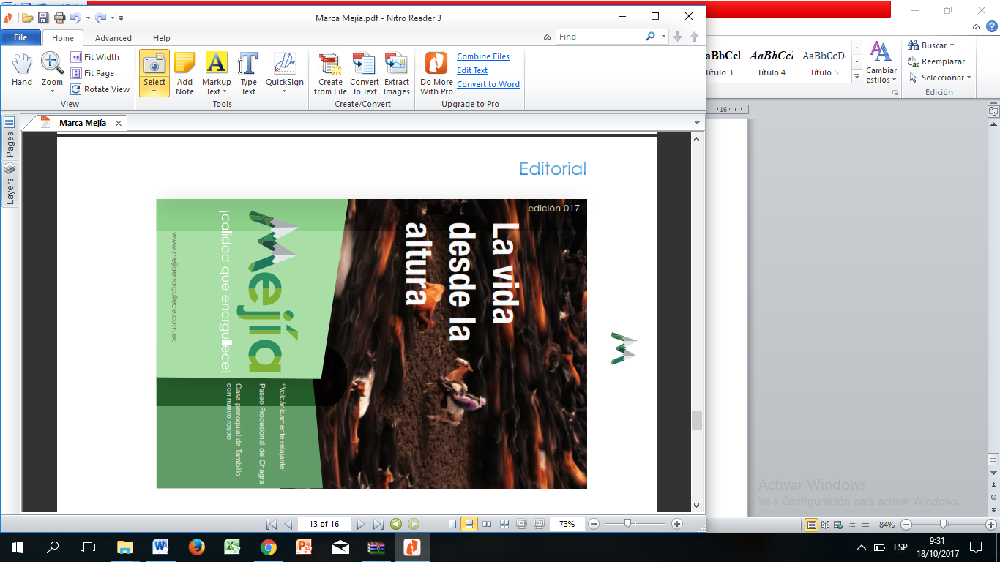 Marca Mejía.pdf - Nitro Reader 3
File
Home
Advanced
Help
Find
Hand
Zoom
Fit Width
Fit Page
Rotate View
View
Select
Add
Note
Markup
Text
Type
Text
QuickSign
Tools
Create
from File
Convert
To Text
Extract
Images
Create/Convert
Do More
With Pro
Combine Files
Edit Text
Convert to Word
Upgrade to Pro
aBbCcI
AaBbCcI
AaBbCcD
Título 3
Título 4
Título 5
Cambiar
estilos
Buscar
Reemplazar
Seleccionar
Edición
16
Marca Mejía
Pages
Layers
Editorial
edición 017
La vida
desde la
altura
Mejía
¡calidad que enorgullece!
www.mejiaenorgullece.com.ec
"Volcánicamente relajante"
Paseo Procesional del Chagra
Casa parroquial de Tambillo
con nuevo rostro
Activar Windows
Ve a Configuración para activar Windows.
13 of 16
73%
84%
ESP
9:31
18/10/2017